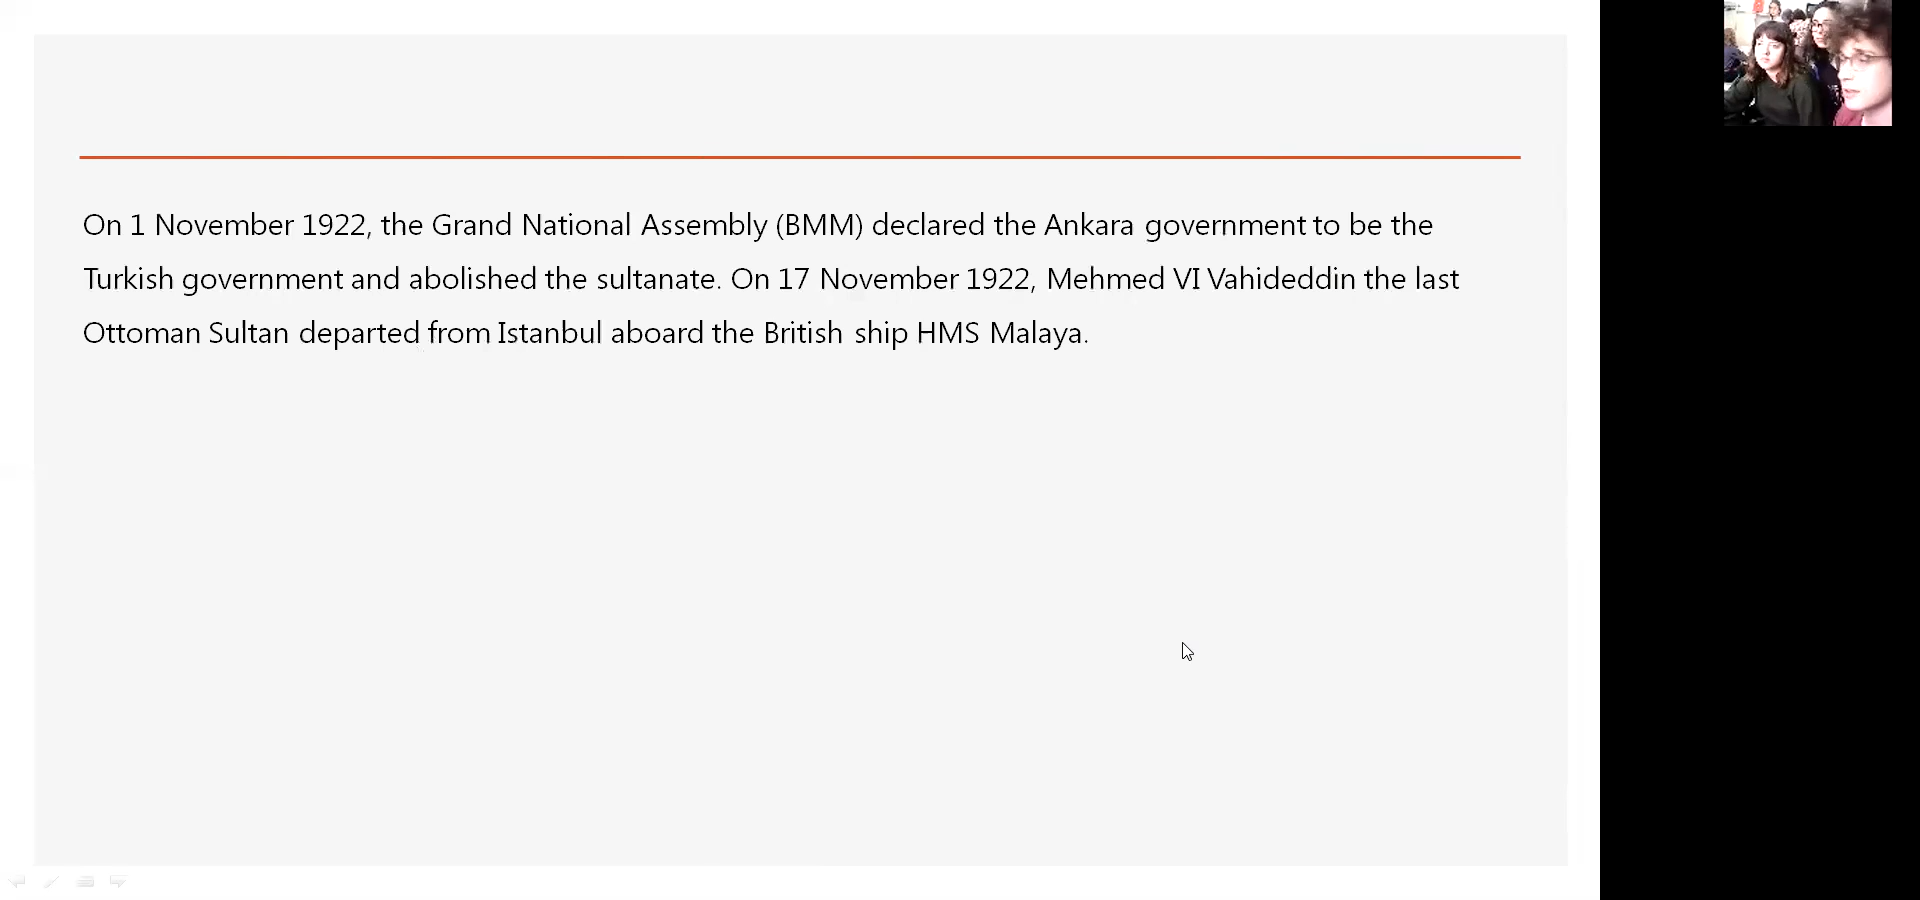 On 1 November 1922, the Grand National Assembly (BMM) declared the Ankara government to be the
Turkish government and abolished the sultanate. On 17 November 1922, Mehmed VI Vahideddin the last
Ottoman Sultan departed from Istanbul aboard the British ship HMS Malaya.